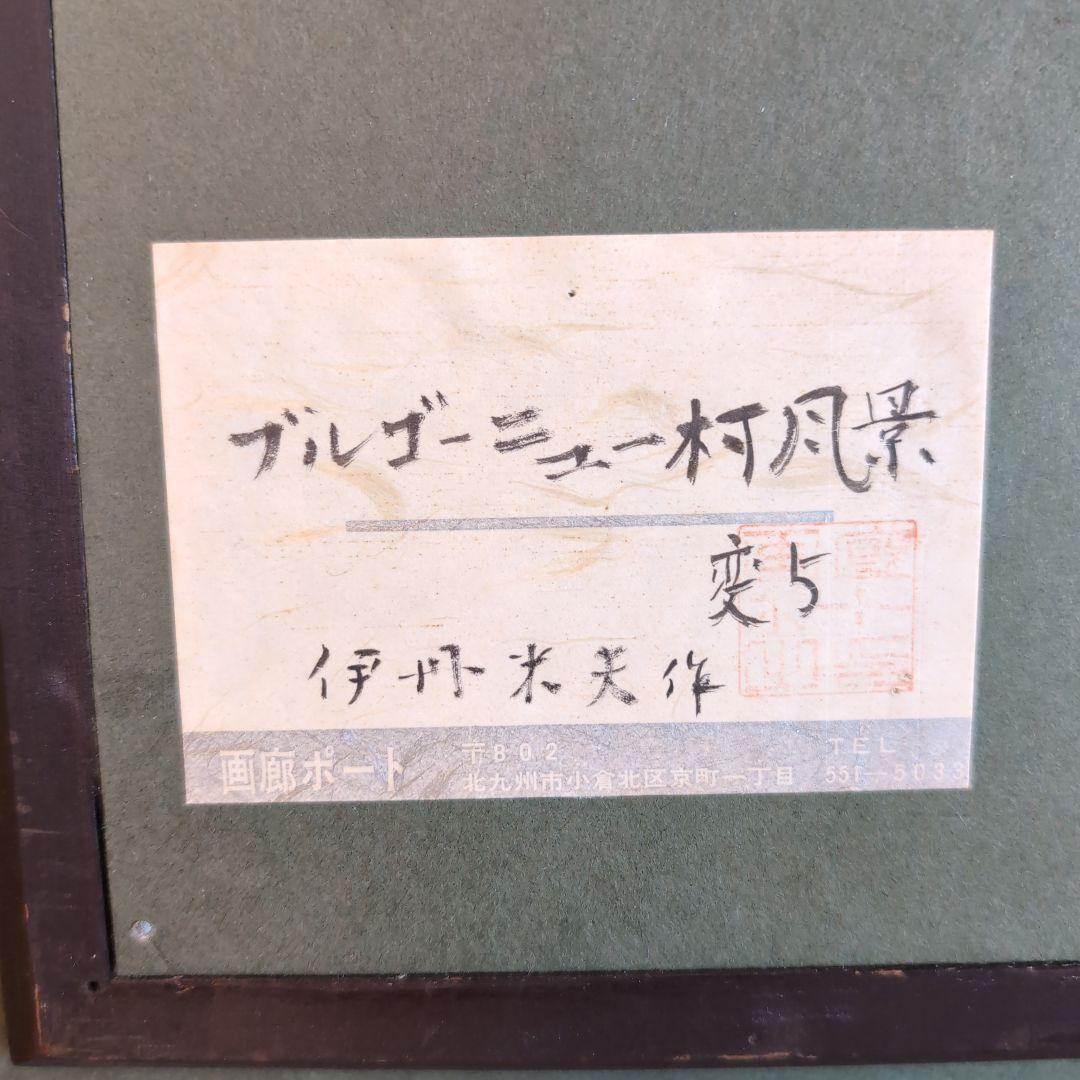 ブルゴーニュー村風景
変5
伊丹米夫作
画廊ポート
〒802
北九州市小倉北区京町一丁目
TEL
551-5033